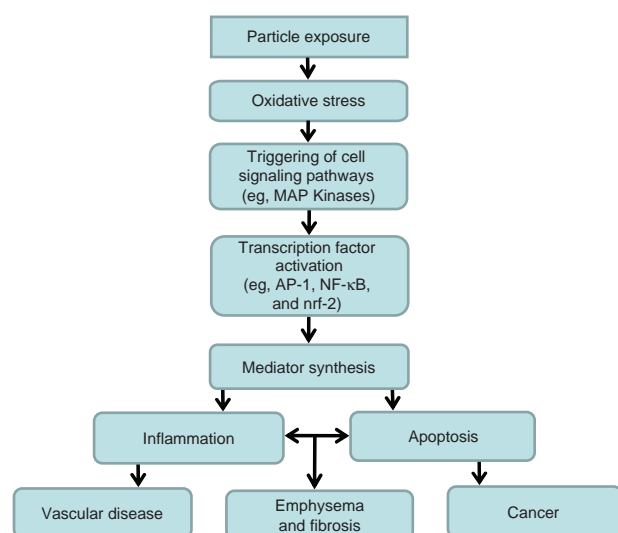 Particle exposure
Oxidative stress
Triggering of cell
signaling pathways
(eg, MAP Kinases)
Transcription factor
activation
(eg, AP-1, NF-κB,
and nrf-2)
Mediator synthesis
Inflammation
Apoptosis
Vascular disease
Emphysema
and fibrosis
Cancer